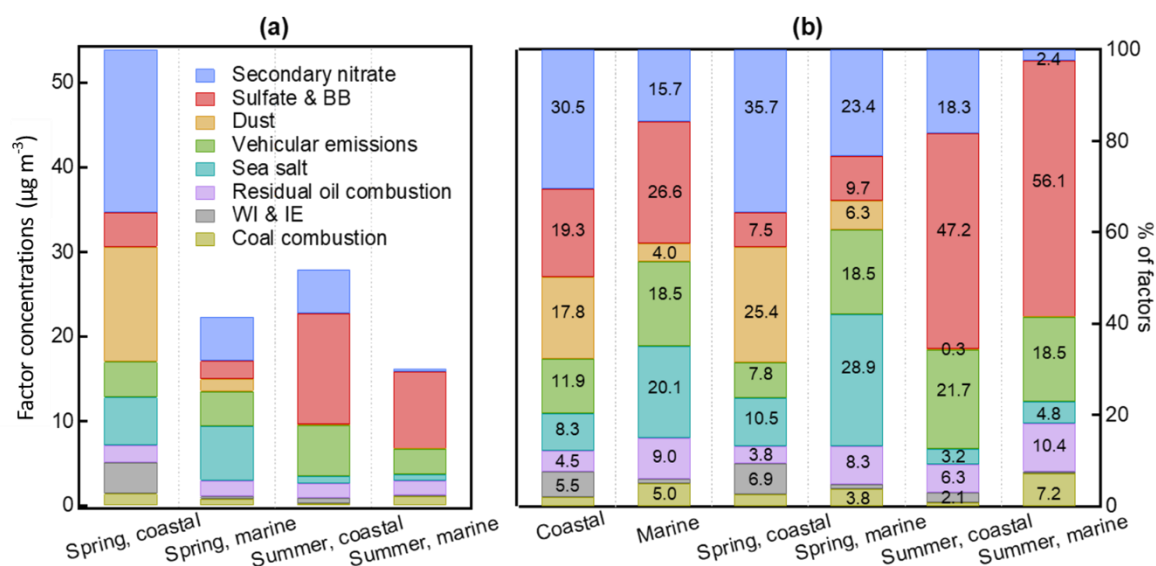 (a)
(b)
Factor concentrations (µg m-3)
50
40
30
20
10
0
Secondary nitrate
Sulfate & BB
Dust
Vehicular emissions
Sea salt
Residual oil combustion
WI & IE
Coal combustion
Spring, coastal
Spring, marine
Summer, coastal
Summer, marine
30.5
19.3
17.8
11.9
8.3
4.5
5.5
15.7
26.6
4.0
18.5
20.1
9.0
5.0
35.7
7.5
25.4
7.8
10.5
3.8
6.9
23.4
9.7
6.3
18.5
28.9
8.3
3.8
18.3
47.2
0.3
21.7
3.2
6.3
2.1
2.4
56.1
18.5
4.8
10.4
7.2
Coastal
Marine
Spring, coastal
Spring, marine
Summer, coastal
Summer, marine
100
80
60
40
20
0
% of factors